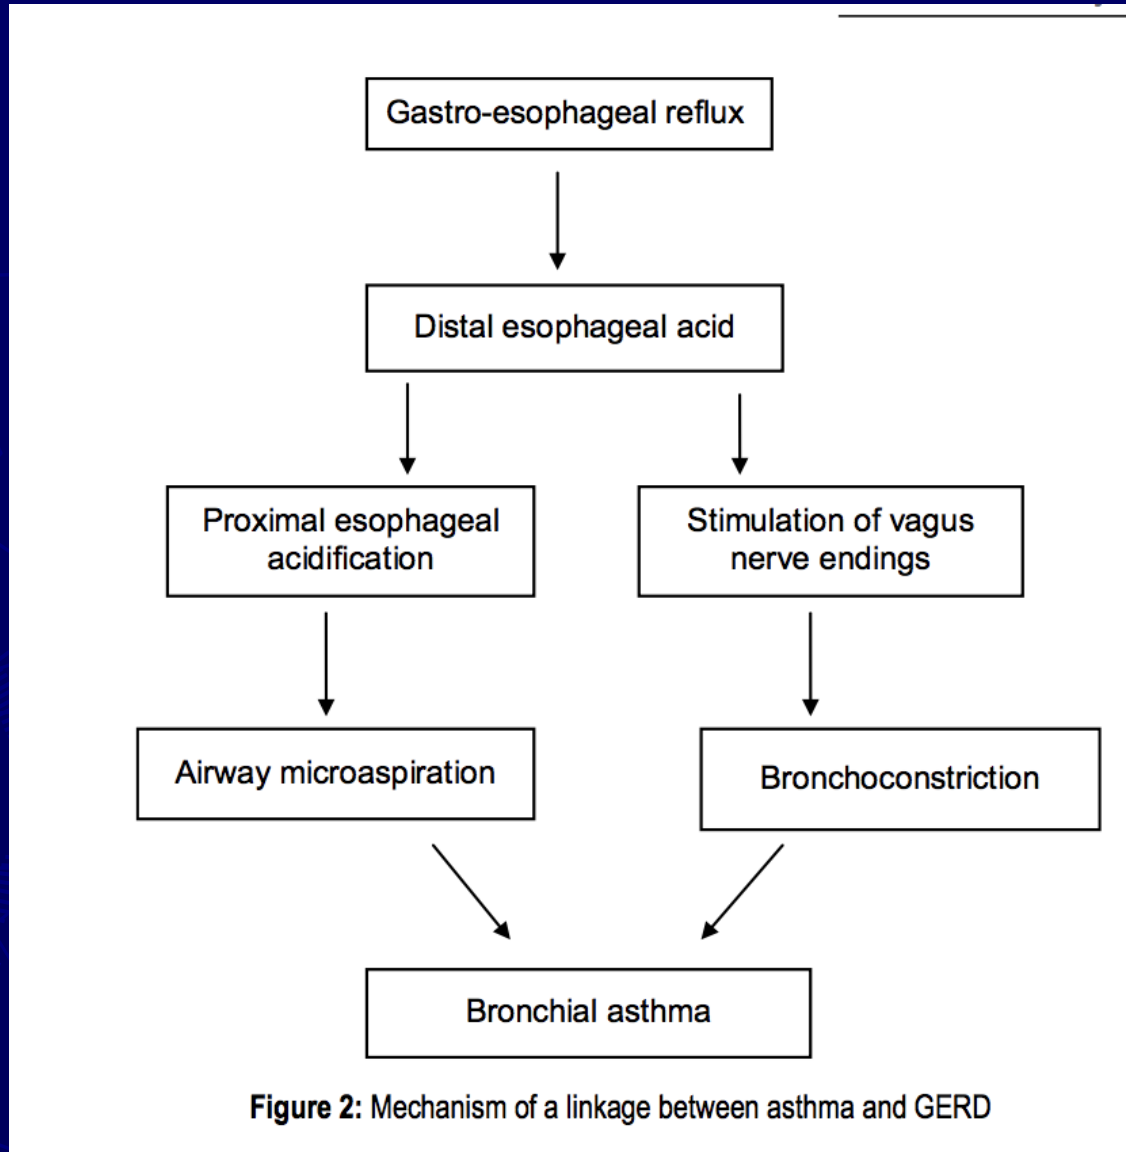 Gastro-esophageal reflux
Distal esophageal acid
Proximal esophageal
acidification
Stimulation of vagus
nerve endings
Airway microaspiration
Bronchoconstriction
Bronchial asthma
Figure 2: Mechanism of a linkage between asthma and GERD